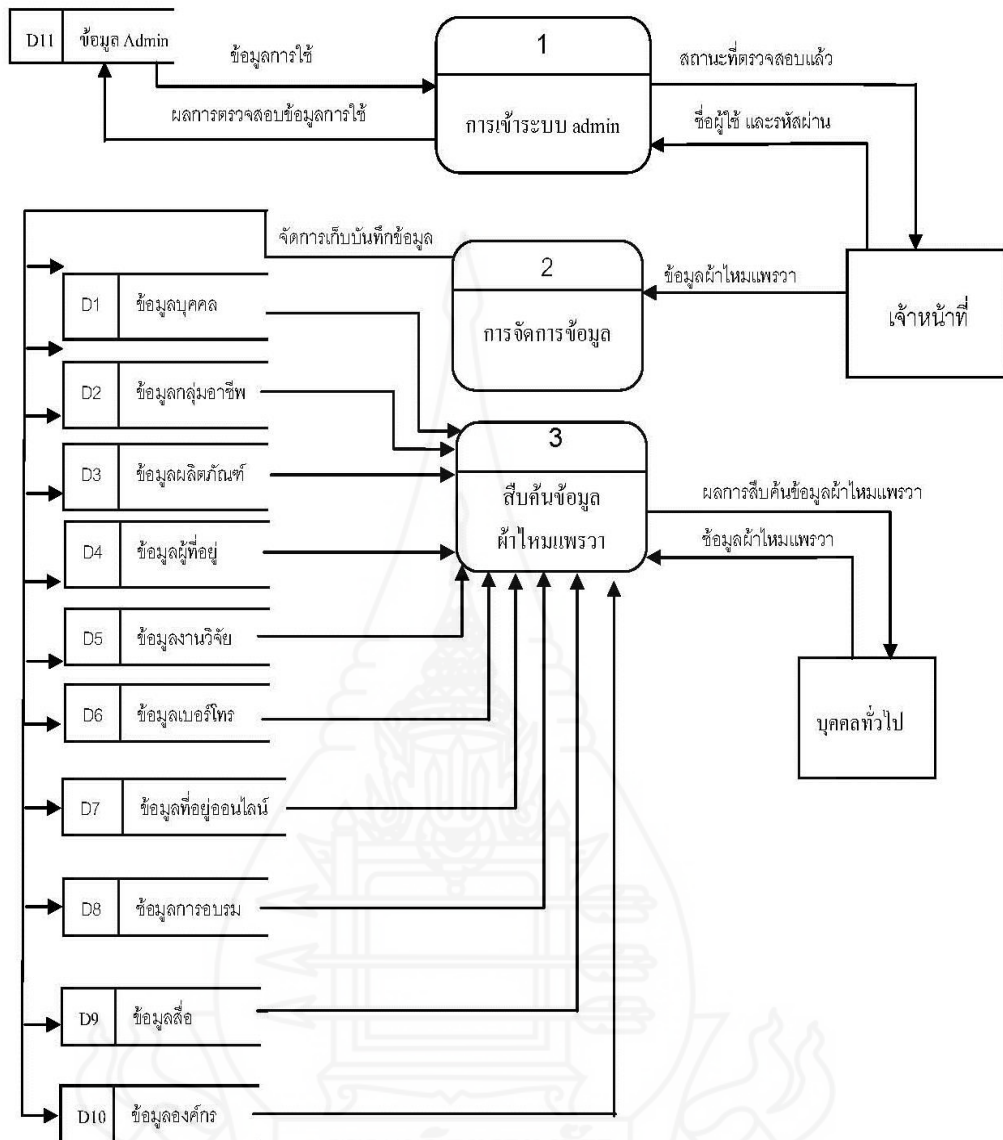 D11 ข้อมูล Admin
ข้อมูลการใช้
ผลการตรวจสอบข้อมูลการใช้
1
การเข้าระบบ admin
สถานะที่ตรวจสอบแล้ว
ชื่อผู้ใช้ และรหัสผ่าน
จัดการเก็บบันทึกข้อมูล
2
การจัดการข้อมูล
ข้อมูลผ้าไหมแพรวา
เจ้าหน้าที่
D1 ข้อมูลบุคคล
D2 ข้อมูลกลุ่มอาชีพ
D3 ข้อมูลผลิตภัณฑ์
D4 ข้อมูลผู้ที่อยู่
D5 ข้อมูลงานวิจัย
D6 ข้อมูลเบอร์โทร
D7 ข้อมูลที่อยู่ออนไลน์
D8 ข้อมูลการอบรม
D9 ข้อมูลสื่อ
D10 ข้อมูลองค์กร
3
สืบค้นข้อมูล
ผ้าไหมแพรวา
ผลการสืบค้นข้อมูลผ้าไหมแพรวา
ข้อมูลผ้าไหมแพรวา
บุคคลทั่วไป